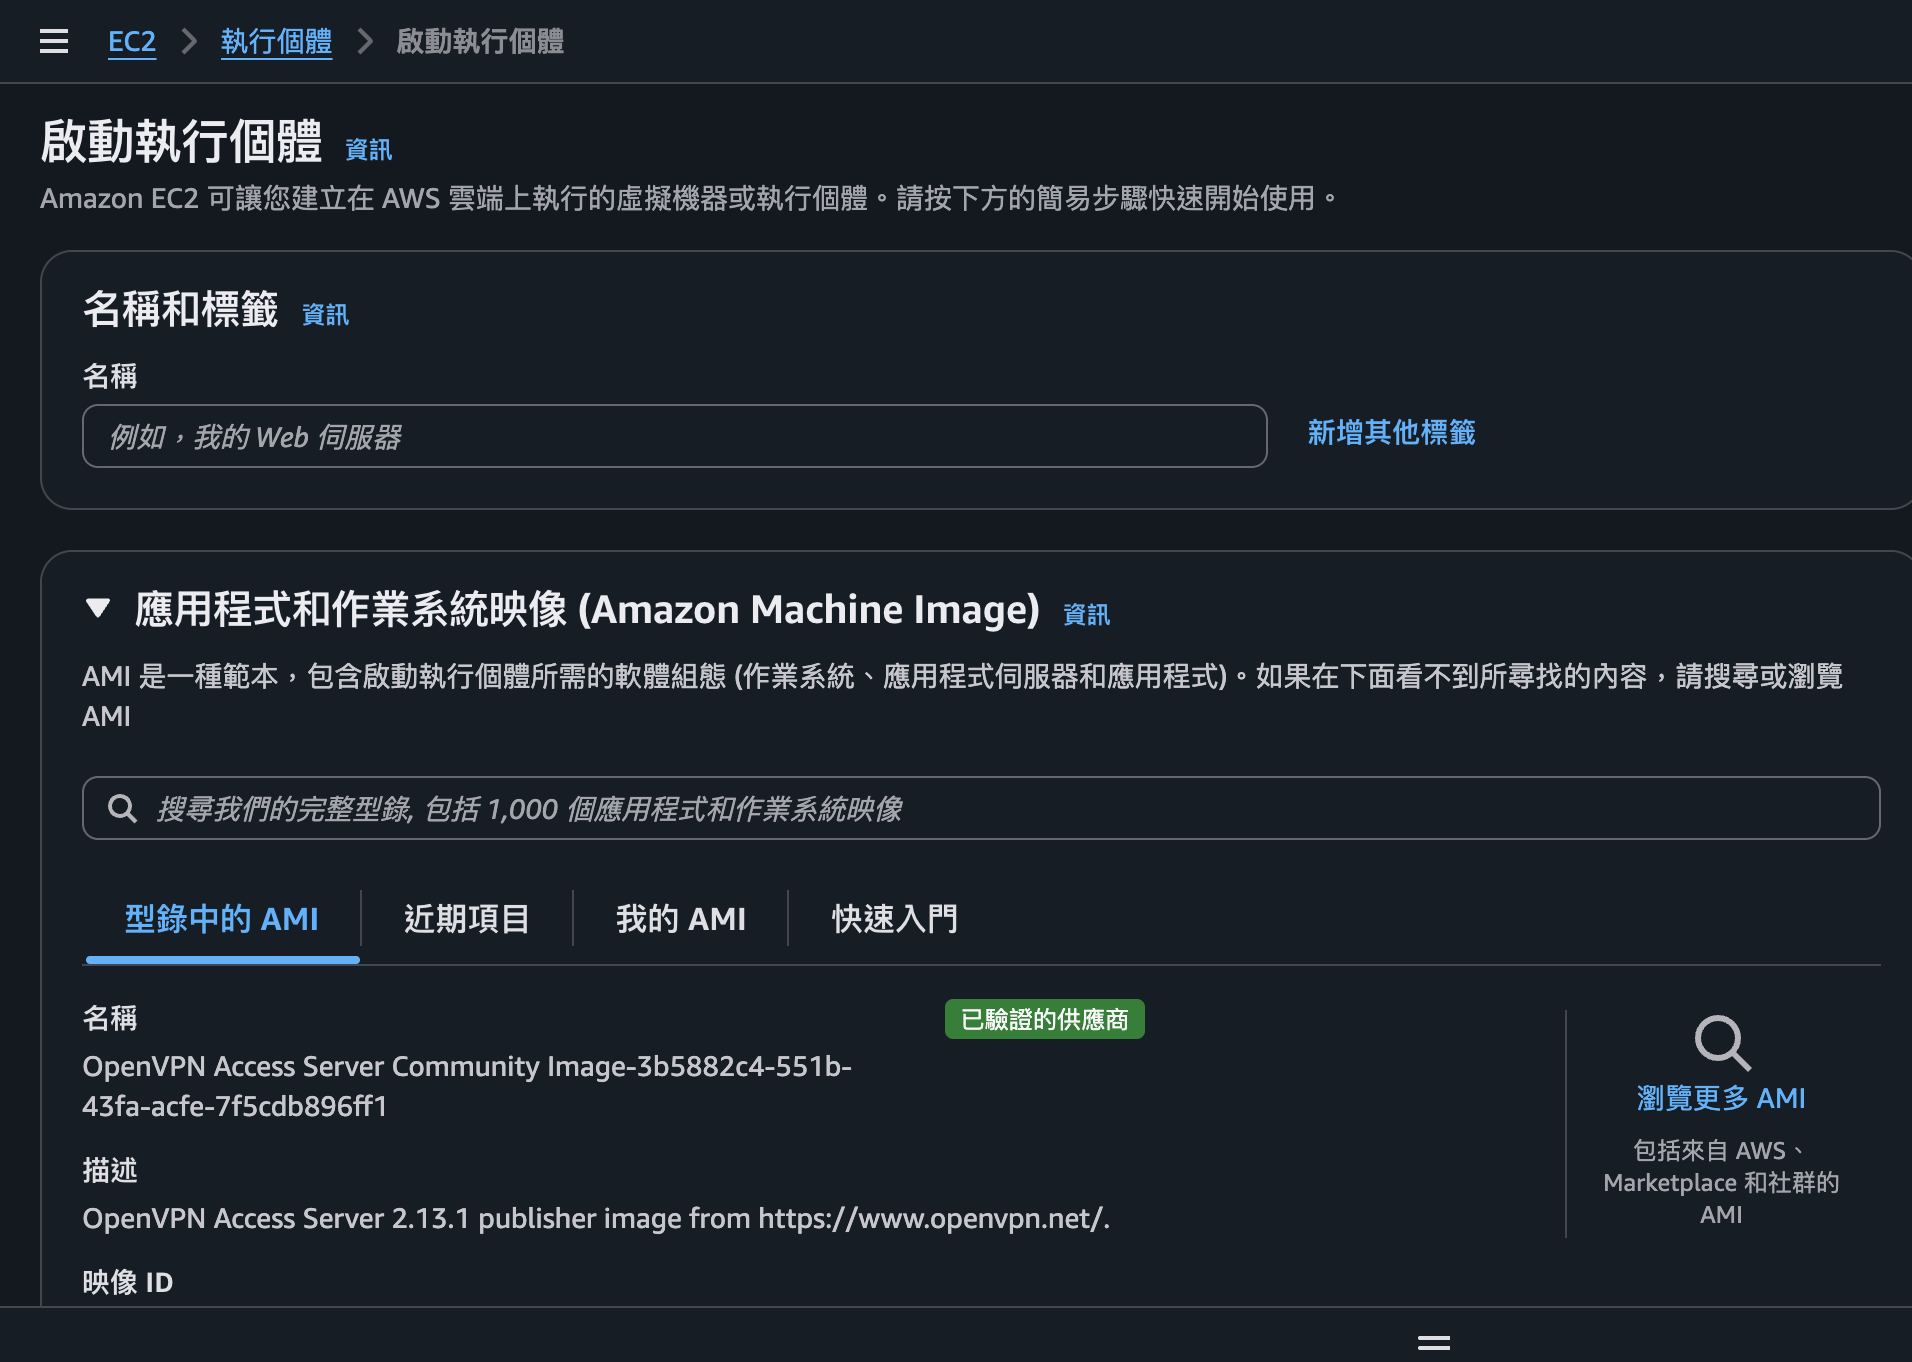 EC2 > 執行個體 > 啟動執行個體
啟動執行個體 資訊
Amazon EC2 可讓您建立在 AWS 雲端上執行的虛擬機器或執行個體。請按下方的簡易步驟快速開始使用。
名稱和標籤 資訊
名稱
例如，我的 Web 伺服器
新增其他標籤
應用程式和作業系統映像 (Amazon Machine Image) 資訊
AMI 是一種範本，包含啟動執行個體所需的軟體組態 (作業系統、應用程式伺服器和應用程式)。如果在下面看不到所尋找的內容，請搜尋或瀏覽
AMI
搜尋我們的完整型錄, 包括 1,000 個應用程式和作業系統映像
型錄中的 AMI 近期項目 我的 AMI 快速入門
名稱
已驗證的供應商
OpenVPN Access Server Community Image-3b5882c4-551b-
43fa-acfe-7f5cdb896ff1
描述
OpenVPN Access Server 2.13.1 publisher image from https://www.openvpn.net/.
映像 ID
瀏覽更多 AMI
包括來自 AWS、
Marketplace 和社群的
AMI